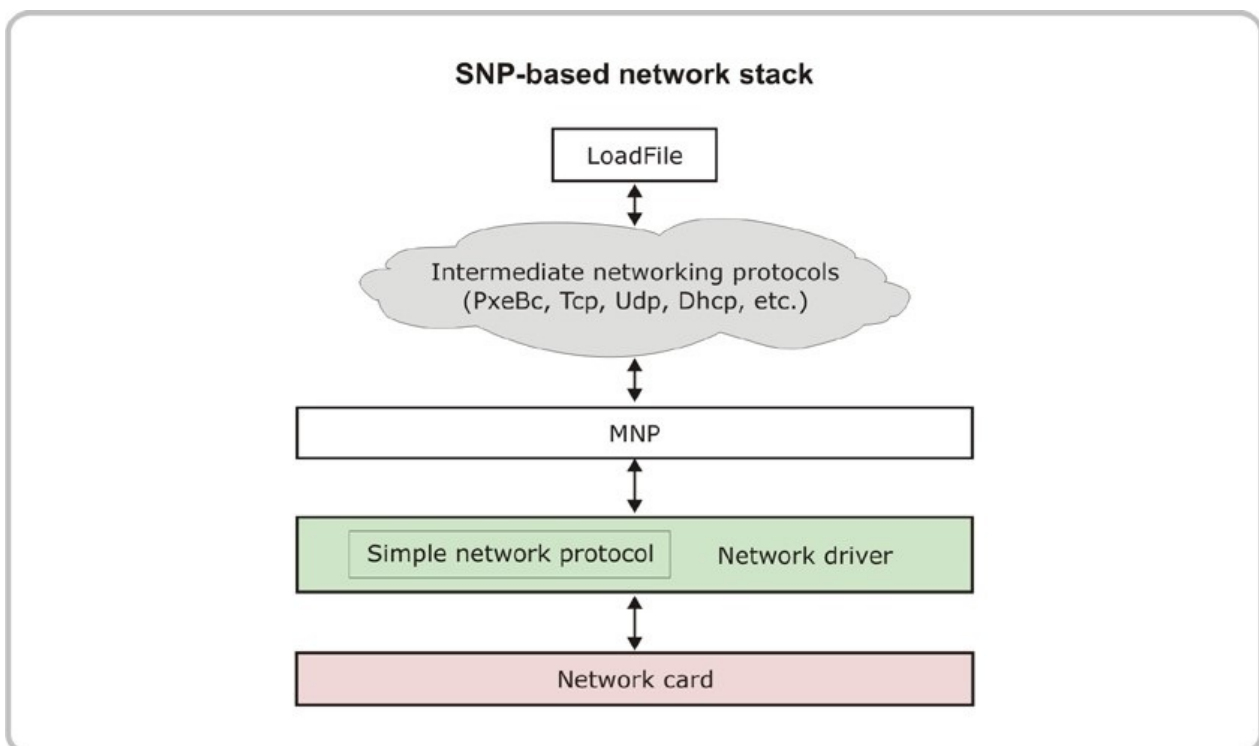 SNP-based network stack
LoadFile
Intermediate networking protocols
(PxeBc, Tcp, Udp, Dhcp, etc.)
MNP
Simple network protocol
Network driver
Network card